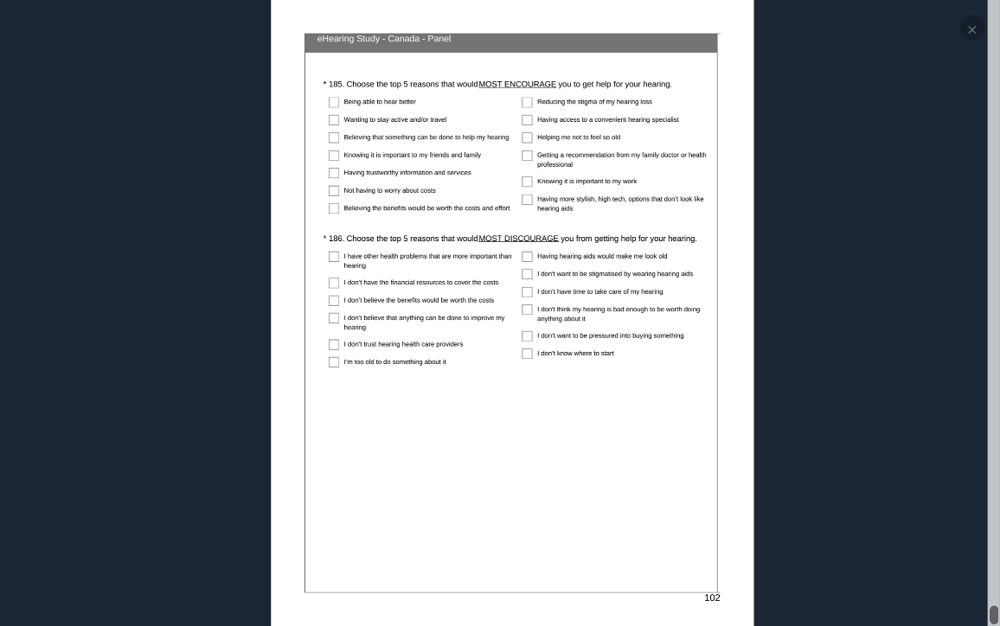 eHearing Study - Canada - Panel
* 185. Choose the top 5 reasons that would MOST ENCOURAGE you to get help for your hearing.
Being able to hear better
Wanting to stay active and/or travel
Believing that something can be done to help my hearing
Knowing it is important to my friends and family
Having trustworthy information and services
Not having to worry about costs
Believing the benefits would be worth the costs and effort
Reducing the stigma of my hearing loss
Having access to a convenient hearing specialist
Helping me not to feel so old
Getting a recommendation from my family doctor or health
professional
Knowing it is important to my work
Having more stylish, high tech, options that don't look like
hearing aids
* 186. Choose the top 5 reasons that would MOST DISCOURAGE you from getting help for your hearing.
I have other health problems that are more important than
hearing
I don't have the financial resources to cover the costs
I don't believe the benefits would be worth the costs
I don't believe that anything can be done to improve my
hearing
I don't trust hearing health care providers
I'm too old to do something about it
Having hearing aids would make me look old
I don't want to be stigmatised by wearing hearing aids
I don't have time to take care of my hearing
I don't think my hearing is bad enough to be worth doing
anything about it
I don't want to be pressured into buying something
I don't know where to start
102